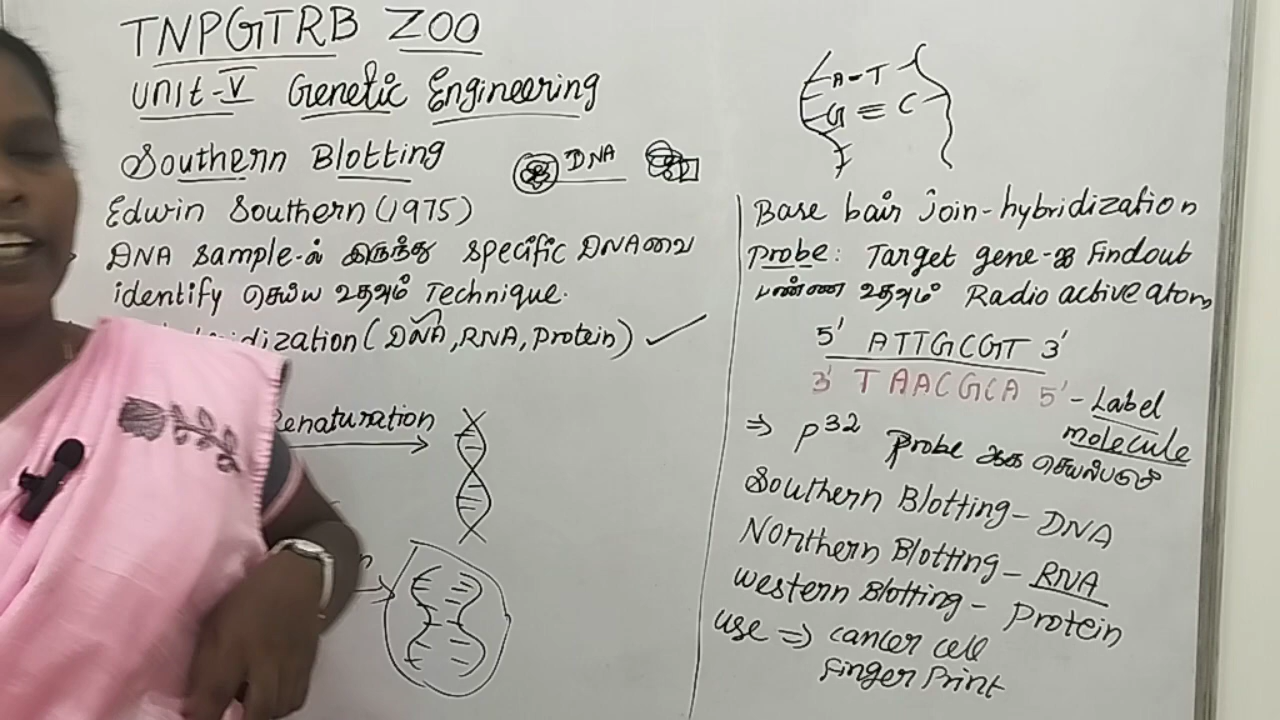 TNPGTRB ZOO
Unit-V Genetic Engineering
Southern Blotting
DNA
Edwin Southern (1975)
DNA sample-ல் இருந்து specific DNAவை
identify செய்ய உதவும் Technique.
dization (DNA, RNA, Protein) ✓
Renaturation
A-T
G≡C
Base bair join-hybridization
Probe: Target gene-ஐ Findout
பண்ண உதவும் Radio active atom
5' ATTGCGT 3'
3' TAACGCA 5' - Label
molecule
⇒ P32 Probe ஆக செயல்படும்
Southern Blotting - DNA
Northern Blotting - RNA
Western Blotting - Protein
use ⇒ cancer cell
Finger Print